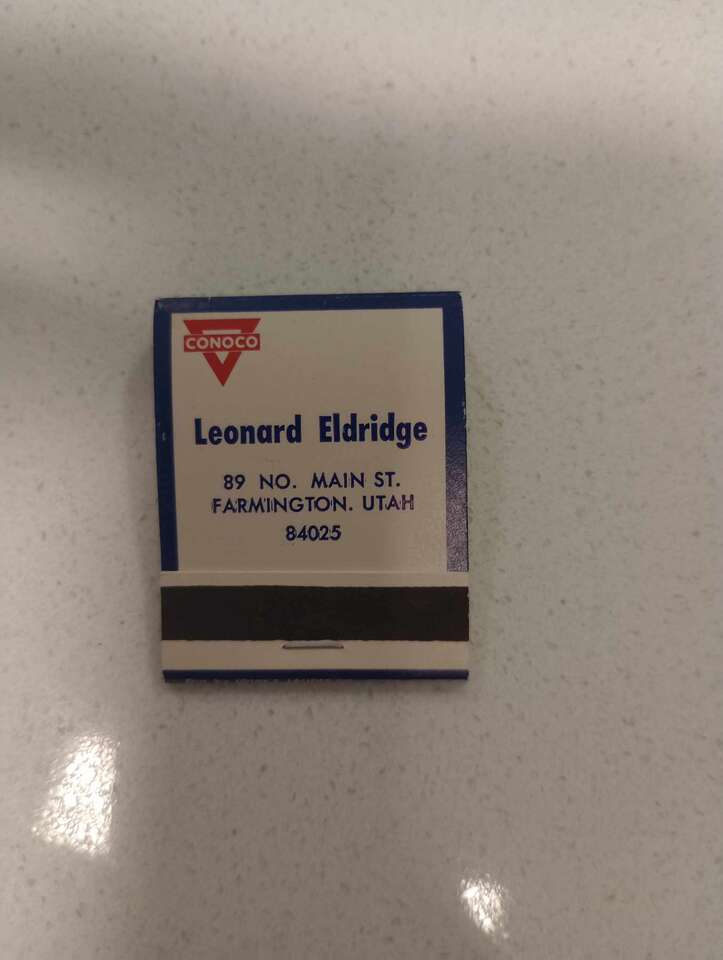 CONOCO
Leonard Eldridge
89 NO. MAIN ST.
FARMINGTON. UTAH
84025